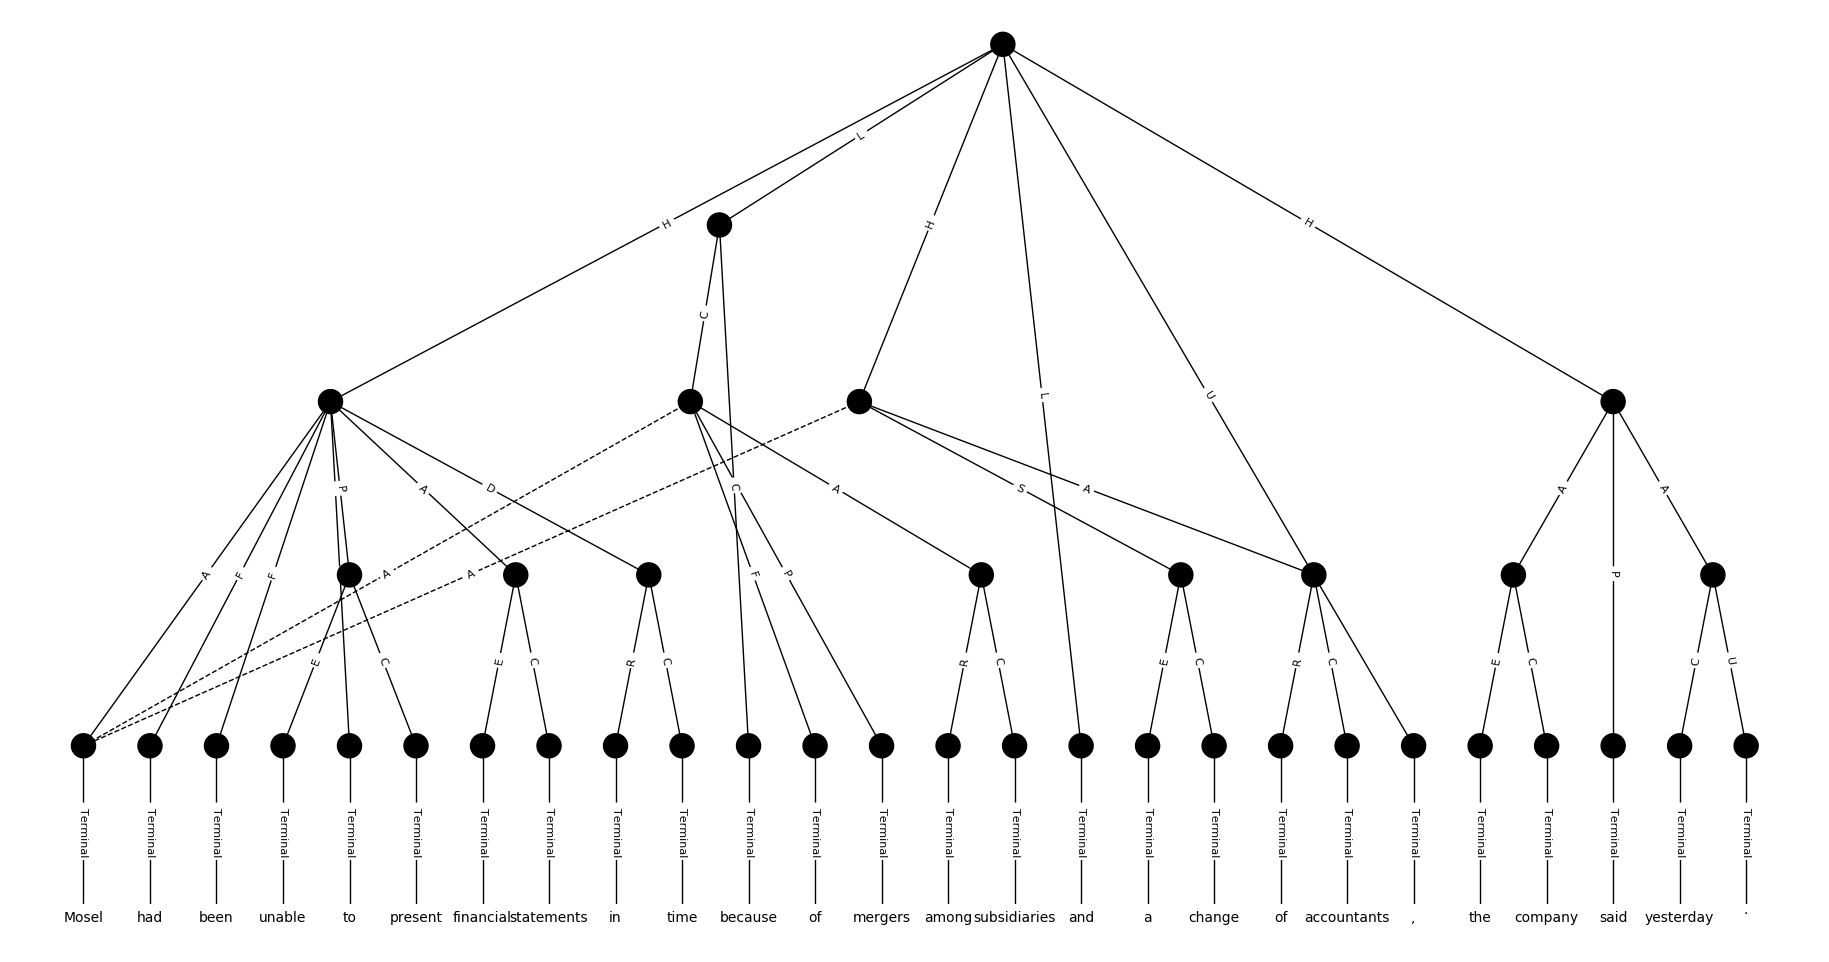 L
H H H
C
L U
P A D C A S A A P A
A F F A A F P
E C E C R C R C E C R C E C C U
Terminal Terminal Terminal Terminal Terminal Terminal Terminal Terminal Terminal Terminal Terminal Terminal Terminal Terminal Terminal Terminal Terminal Terminal Terminal Terminal Terminal Terminal Terminal Terminal Terminal Terminal
Mosel had been unable to present financial statements in time because of mergers among subsidiaries and a change of accountants , the company said yesterday .